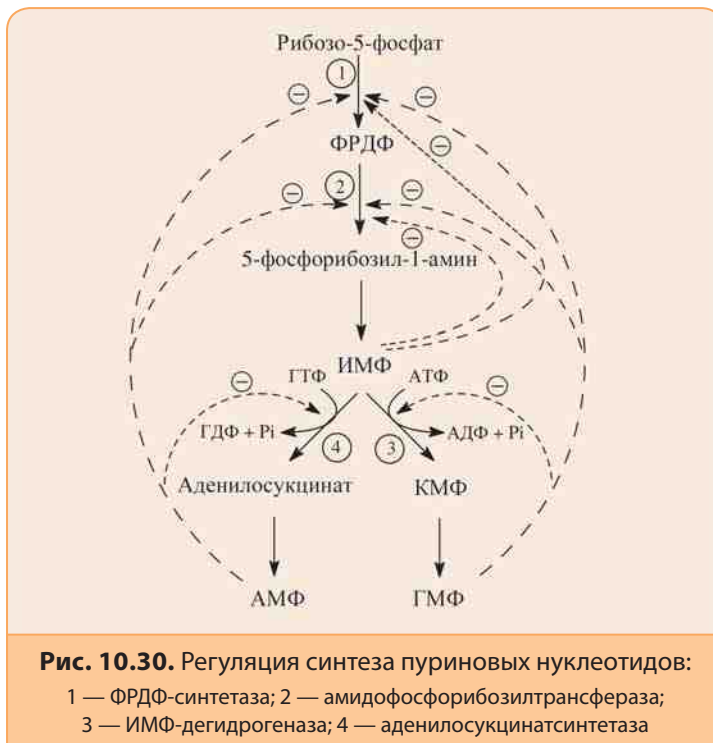 Рибозо-5-фосфат
1
⊖ ⊖
⊖
ФРДФ
2
⊖ ⊖
⊖
5-фосфорибозил-1-амин
ИМФ
ГТФ АТФ
⊖ ⊖
ГДФ + Pi АДФ + Pi
4 3
Аденилосукцинат КМФ
АМФ ГМФ
Рис. 10.30. Регуляция синтеза пуриновых нуклеотидов:
1 — ФРДФ-синтетаза; 2 — амидофосфорибозилтрансфераза;
3 — ИМФ-дегидрогеназа; 4 — аденилосукцинатсинтетаза